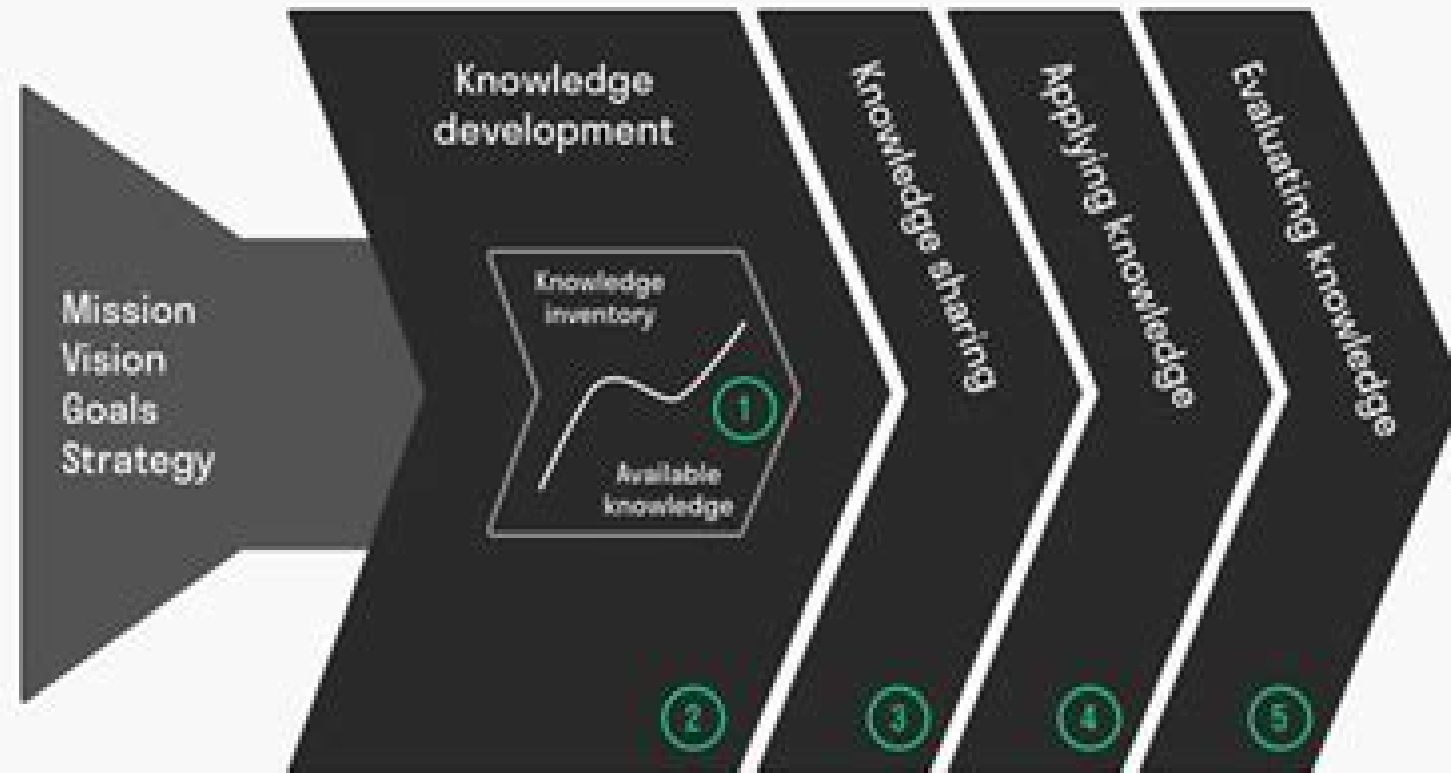 Mission
Vision
Goals
Strategy
Knowledge
development
Knowledge
inventory
1
Available
knowledge
2
Knowledge sharing
3
Applying knowledge
4
Evaluating knowledge
5